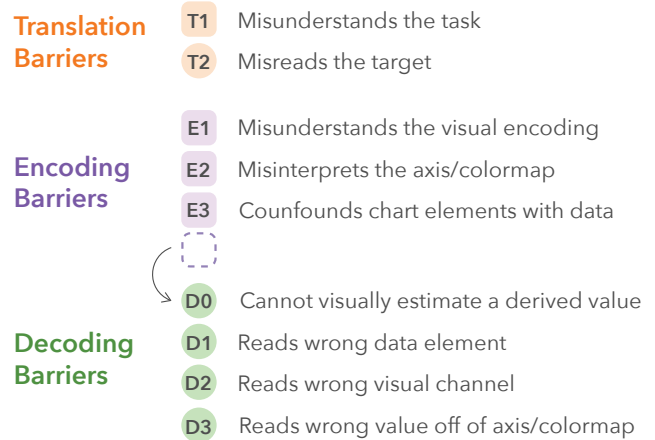 Translation
Barriers
T1 Misunderstands the task
T2 Misreads the target
Encoding
Barriers
E1 Misunderstands the visual encoding
E2 Misinterprets the axis/colormap
E3 Counfounds chart elements with data
Decoding
Barriers
D0 Cannot visually estimate a derived value
D1 Reads wrong data element
D2 Reads wrong visual channel
D3 Reads wrong value off of axis/colormap